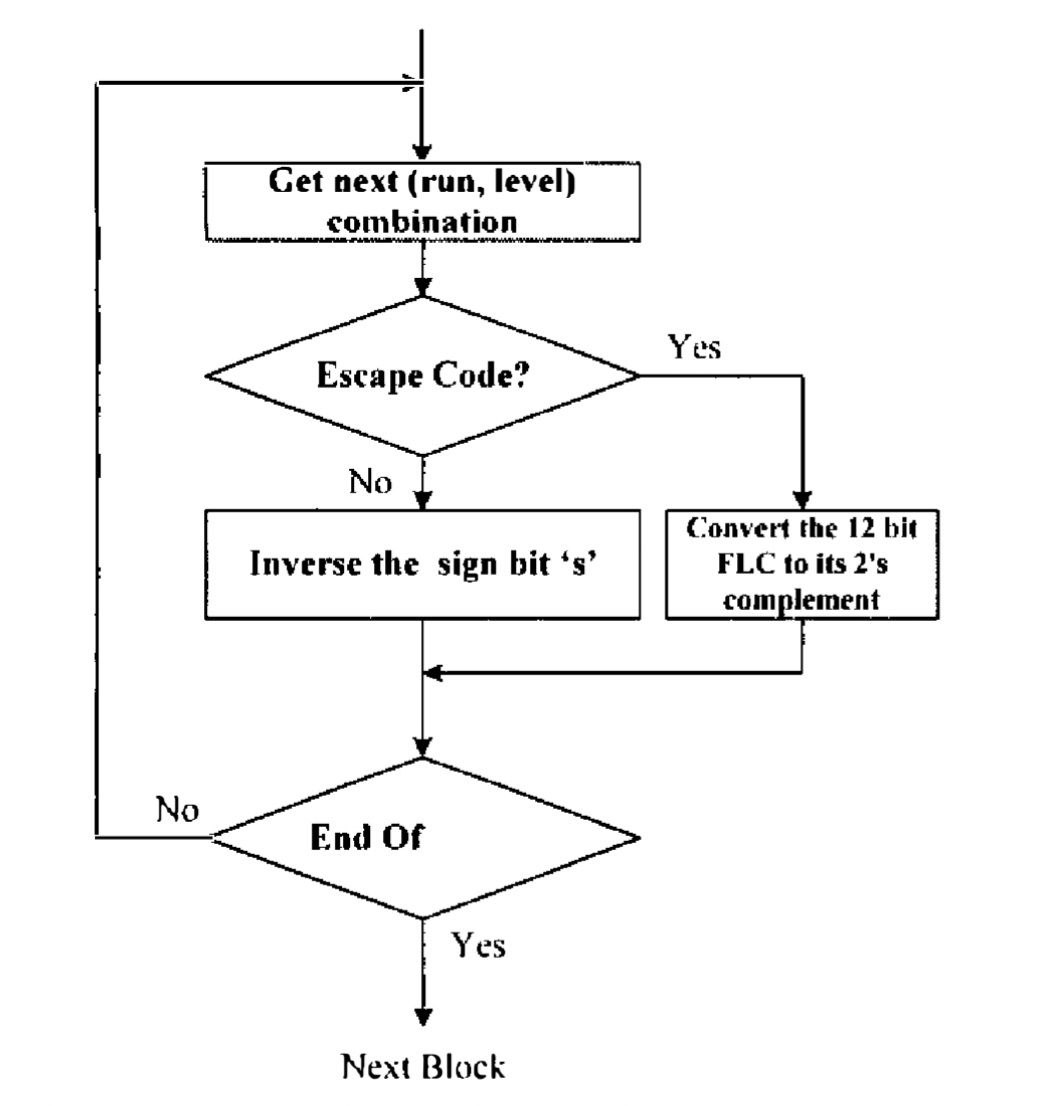 Get next (run, level)
combination
Escape Code?
Yes
No
Inverse the sign bit ‘s’
Convert the 12 bit
FLC to its 2's
complement
No
End Of
Yes
Next Block